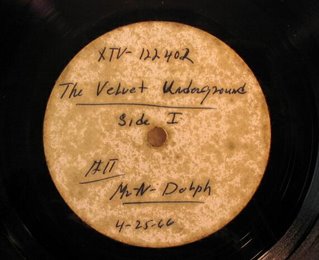 XTV-122402
The Velvet Underground
Side I
Mr. N. Dolph
4-25-66